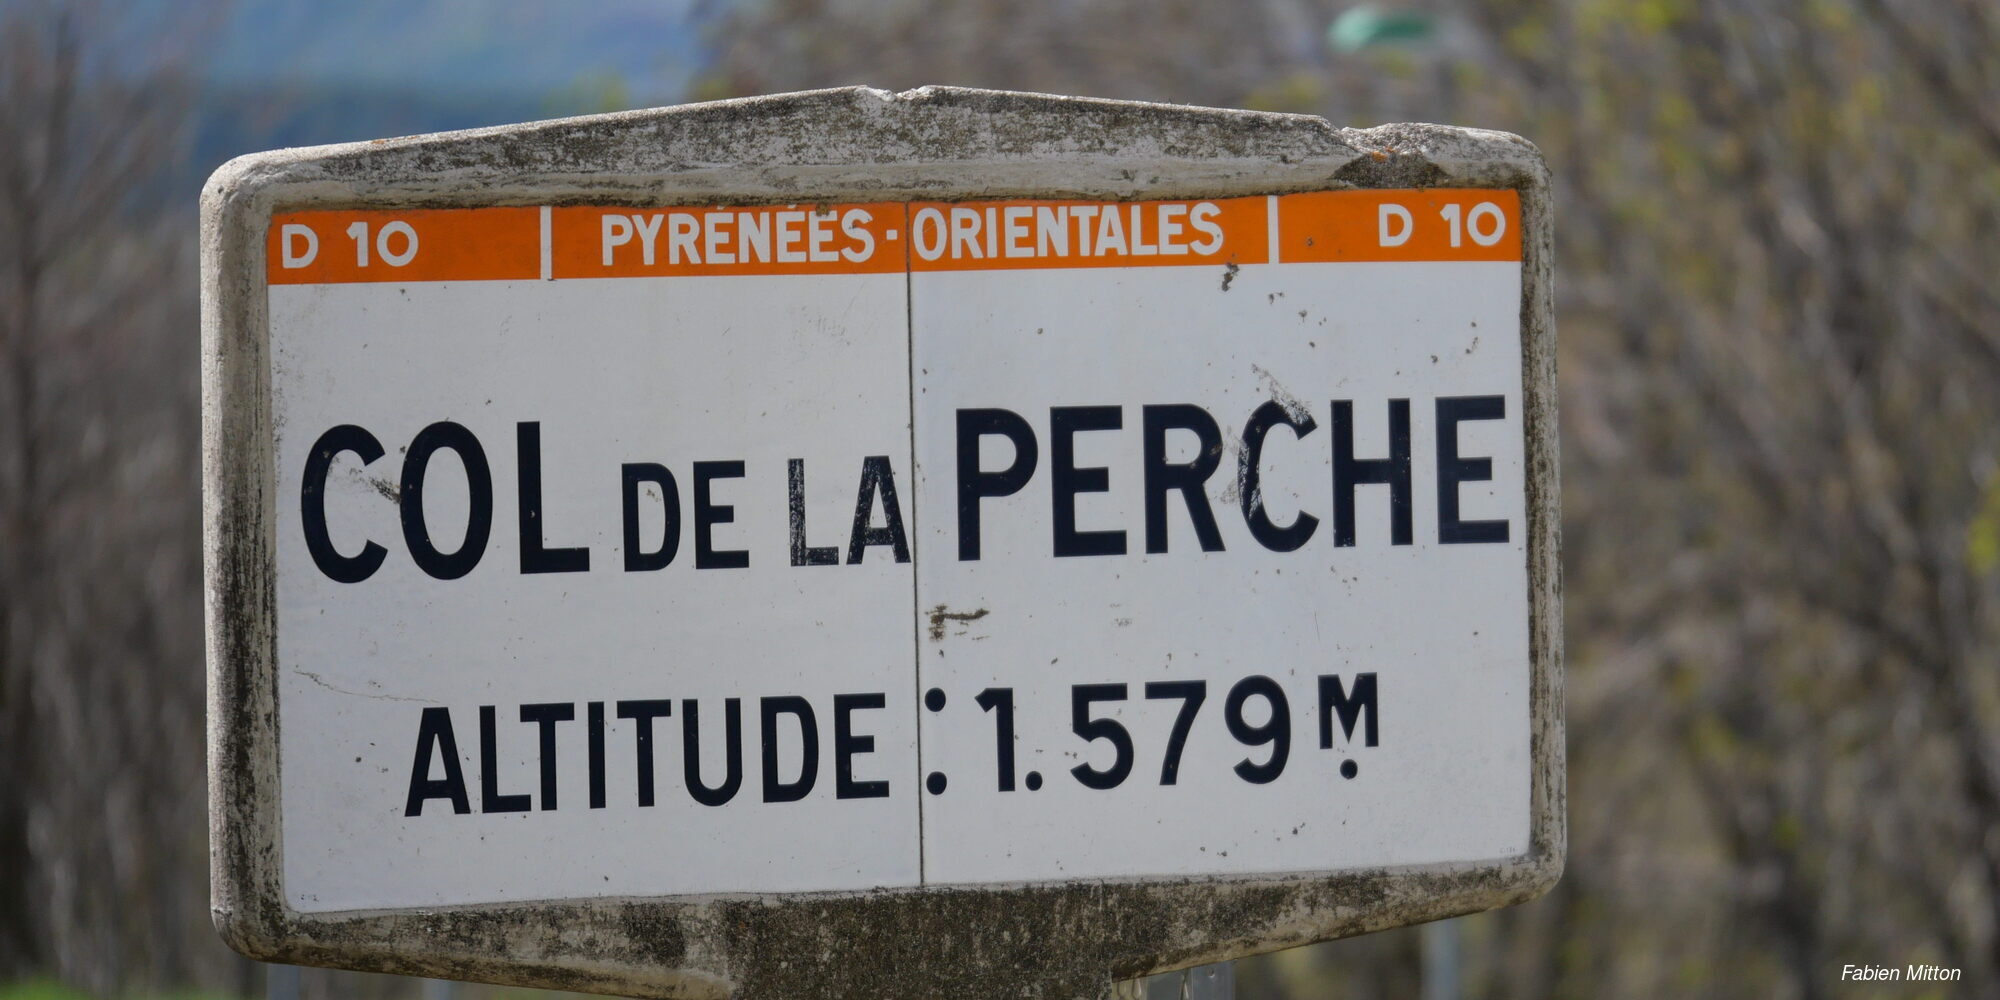 D 10 | PYRÉNÉES-ORIENTALES | D 10
COL DE LA PERCHE
ALTITUDE : 1.579 M.
Fabien Mitton